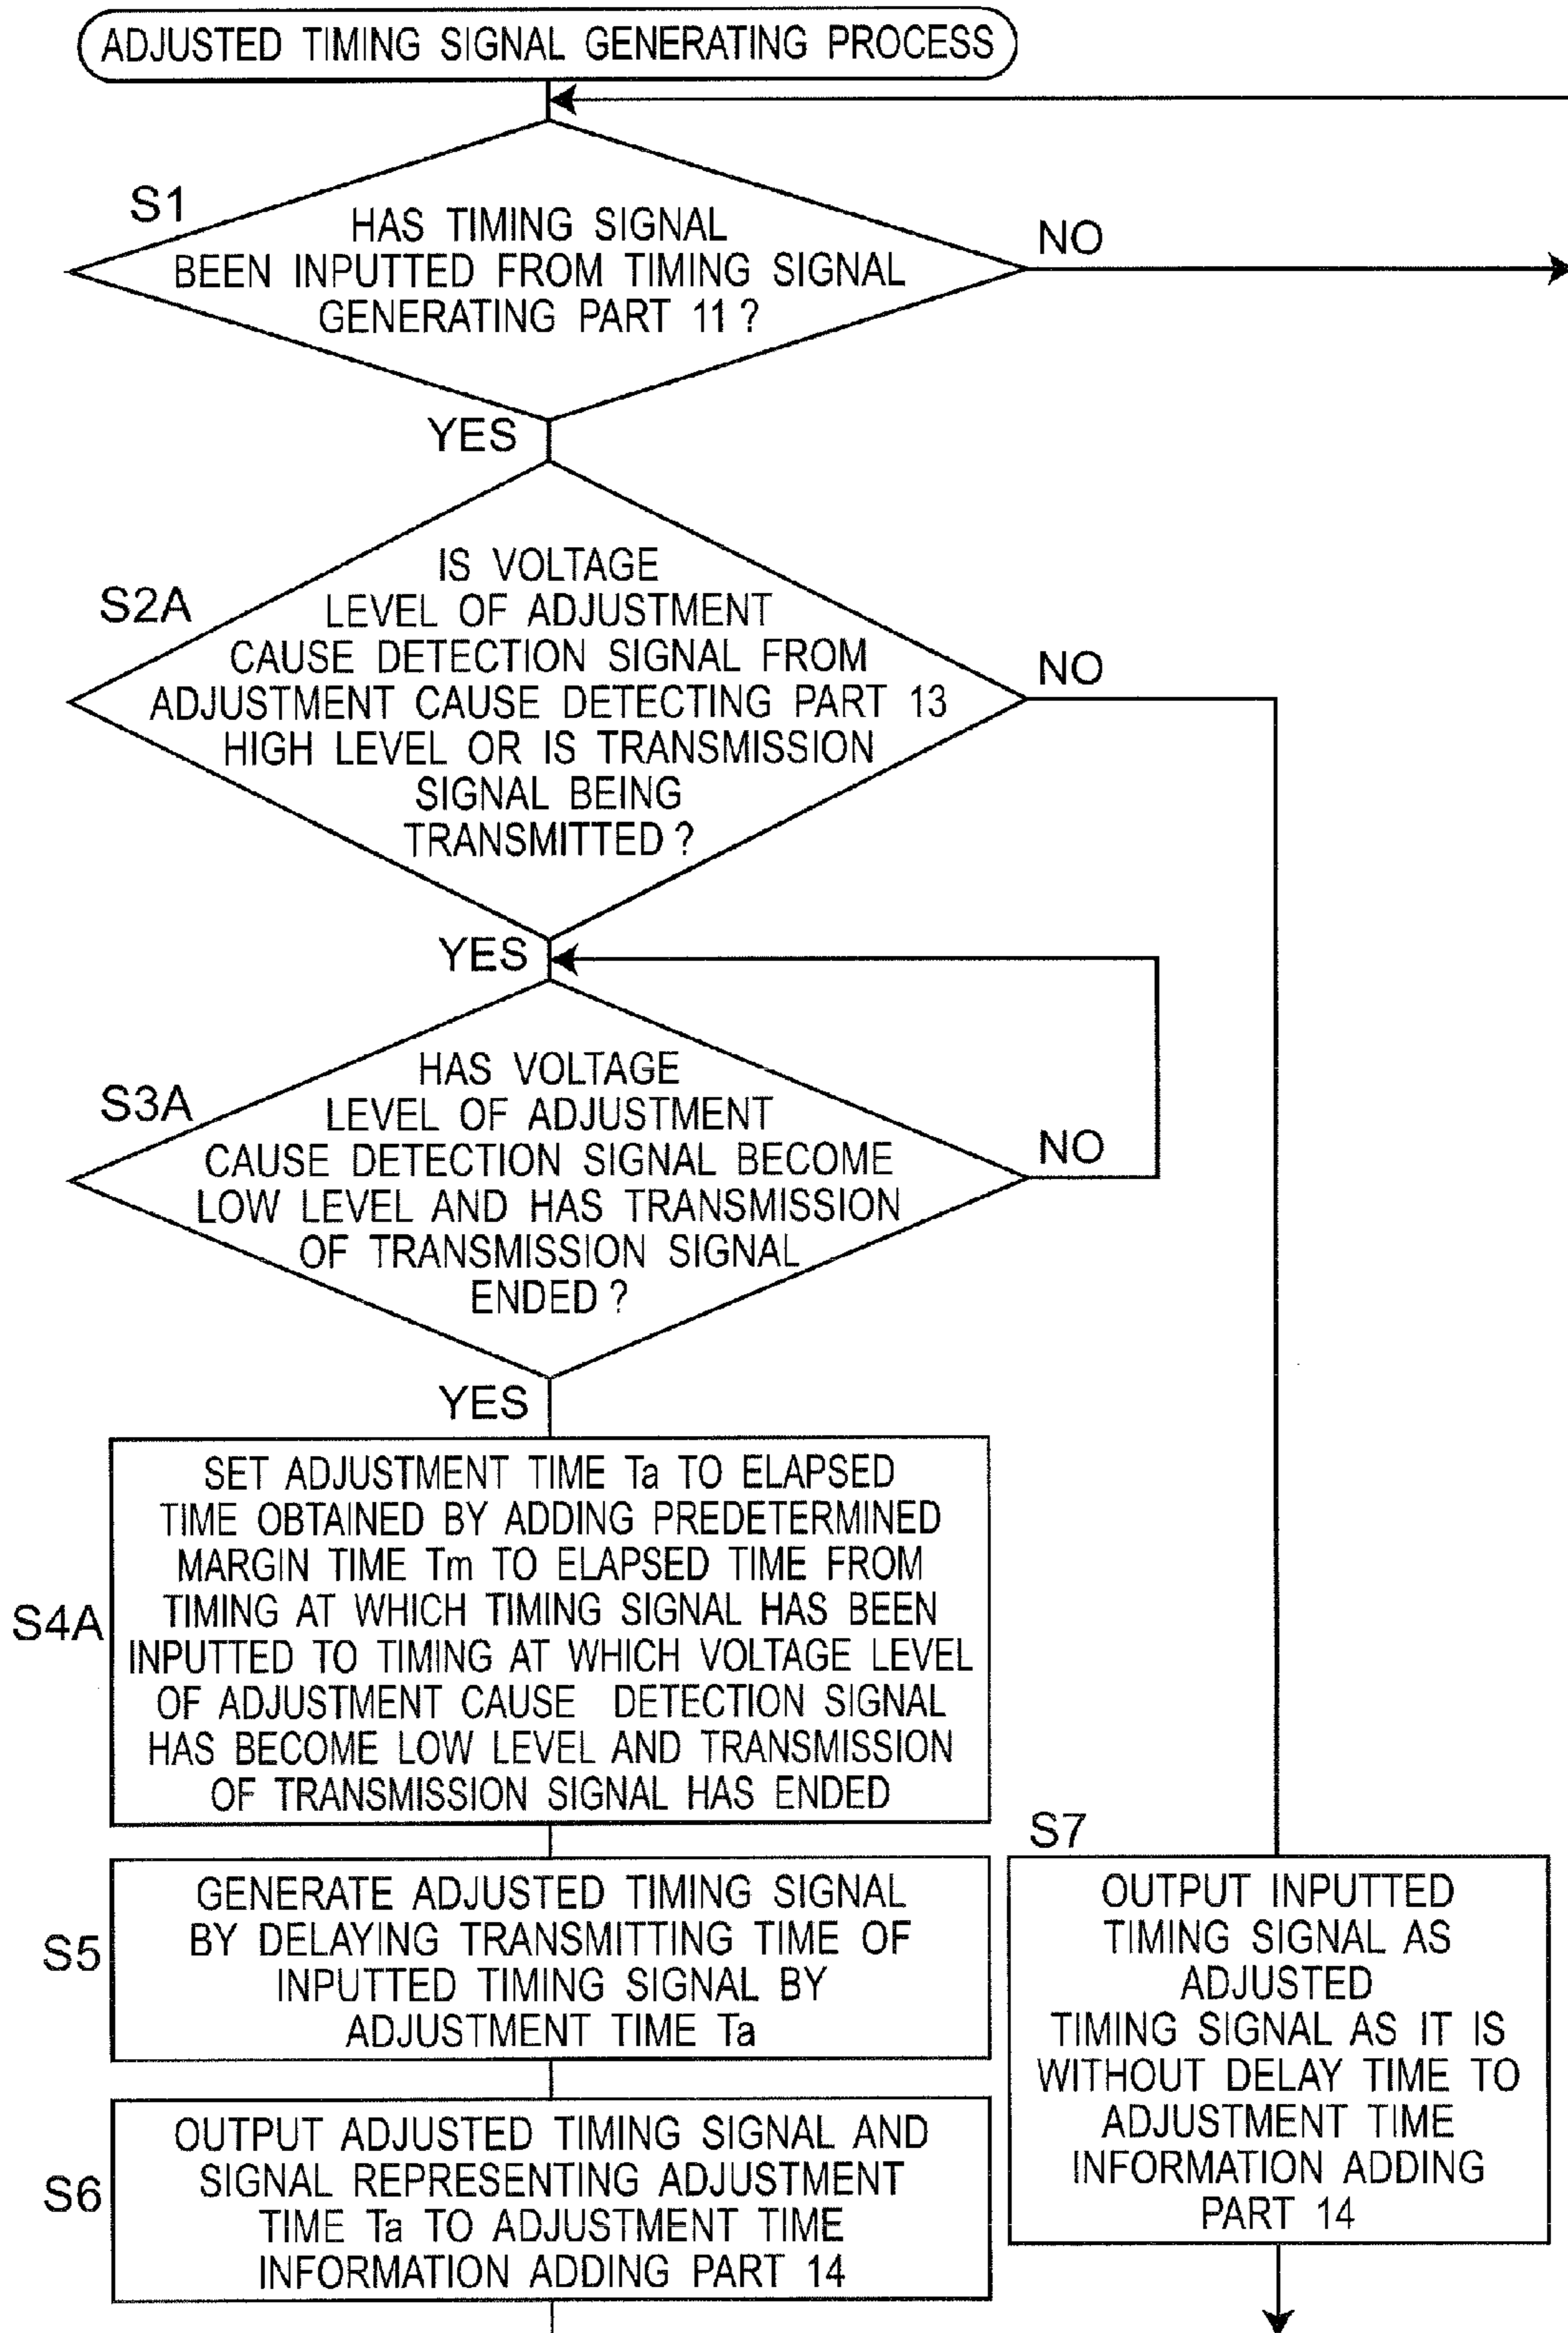 ADJUSTED TIMING SIGNAL GENERATING PROCESS
S1
HAS TIMING SIGNAL
BEEN INPUTTED FROM TIMING SIGNAL
GENERATING PART 11 ?
NO
YES
S2A
IS VOLTAGE
LEVEL OF ADJUSTMENT
CAUSE DETECTION SIGNAL FROM
ADJUSTMENT CAUSE DETECTING PART 13
HIGH LEVEL OR IS TRANSMISSION
SIGNAL BEING
TRANSMITTED ?
NO
YES
S3A
HAS VOLTAGE
LEVEL OF ADJUSTMENT
CAUSE DETECTION SIGNAL BECOME
LOW LEVEL AND HAS TRANSMISSION
OF TRANSMISSION SIGNAL
ENDED ?
NO
YES
S4A
SET ADJUSTMENT TIME Ta TO ELAPSED
TIME OBTAINED BY ADDING PREDETERMINED
MARGIN TIME Tm TO ELAPSED TIME FROM
TIMING AT WHICH TIMING SIGNAL HAS BEEN
INPUTTED TO TIMING AT WHICH VOLTAGE LEVEL
OF ADJUSTMENT CAUSE DETECTION SIGNAL
HAS BECOME LOW LEVEL AND TRANSMISSION
OF TRANSMISSION SIGNAL HAS ENDED
S5
GENERATE ADJUSTED TIMING SIGNAL
BY DELAYING TRANSMITTING TIME OF
INPUTTED TIMING SIGNAL BY
ADJUSTMENT TIME Ta
S6
OUTPUT ADJUSTED TIMING SIGNAL AND
SIGNAL REPRESENTING ADJUSTMENT
TIME Ta TO ADJUSTMENT TIME
INFORMATION ADDING PART 14
S7
OUTPUT INPUTTED
TIMING SIGNAL AS
ADJUSTED
TIMING SIGNAL AS IT IS
WITHOUT DELAY TIME TO
ADJUSTMENT TIME
INFORMATION ADDING
PART 14